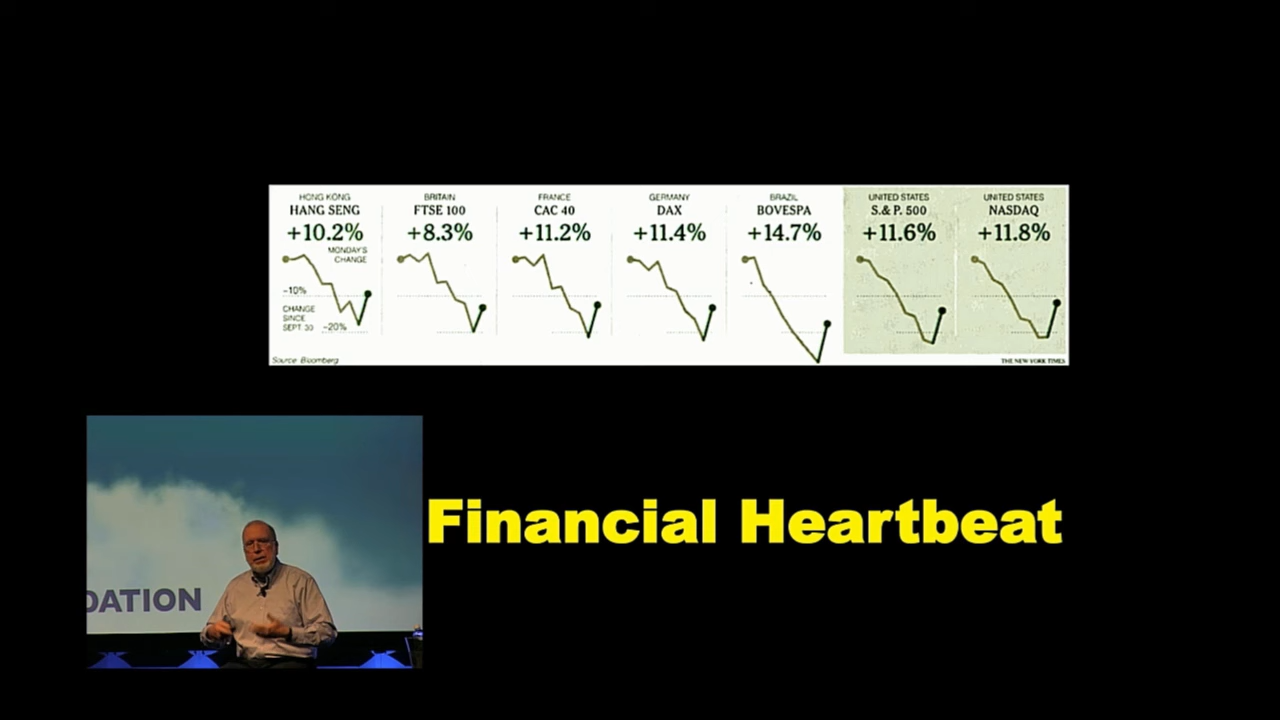 HONG KONG
HANG SENG
+10.2%
MONDAY'S
CHANGE
–10%
CHANGE
SINCE
SEPT. 30
–20%
BRITAIN
FTSE 100
+8.3%
FRANCE
CAC 40
+11.2%
GERMANY
DAX
+11.4%
BRAZIL
BOVESPA
+14.7%
UNITED STATES
S.& P. 500
+11.6%
UNITED STATES
NASDAQ
+11.8%
Source: Bloomberg
THE NEW YORK TIMES
Financial Heartbeat
DATION